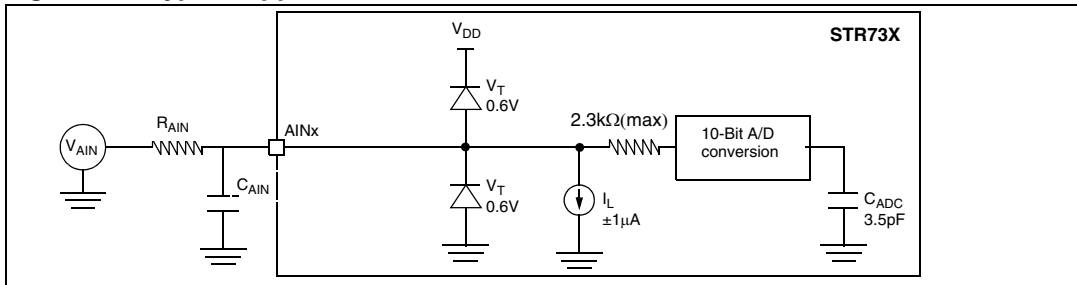 STR73X
V_DD
V_T
0.6V
R_AIN
AINx
2.3kΩ(max)
10-Bit A/D
conversion
V_AIN
C_AIN
V_T
0.6V
I_L
±1μA
C_ADC
3.5pF